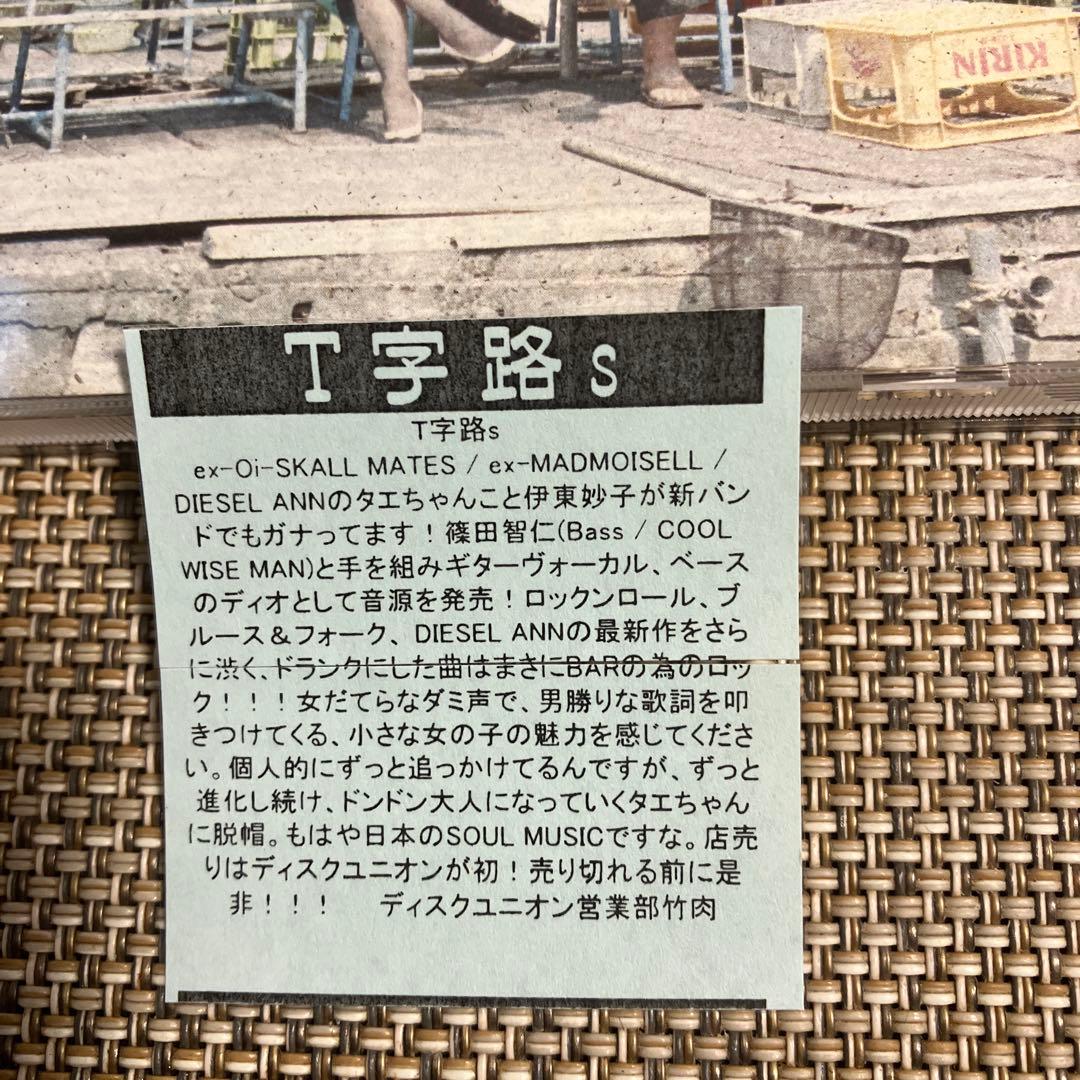 KIRIN
T字路s
T字路s
ex-Oi-SKALL MATES / ex-MADMOISELL /
DIESEL ANNのタエちゃんこと伊東妙子が新バン
ドでもガナってます！篠田智仁(Bass / COOL
WISE MAN)と手を組みギターヴォーカル、ベース
のディオとして音源を発売！ロックンロール、ブ
ルース＆フォーク、DIESEL ANNの最新作をさら
に渋く、ドランクにした曲はまさにBARの為のロッ
ク！！！女だてらなダミ声で、男勝りな歌詞を叩
きつけてくる、小さな女の子の魅力を感じてくださ
い。個人的にずっと追っかけてるんですが、ずっと
進化し続け、ドンドン大人になっていくタエちゃん
に脱帽。もはや日本のSOUL MUSICですな。店売
りはディスクユニオンが初！売り切れる前に是
非！！！　ディスクユニオン営業部竹肉